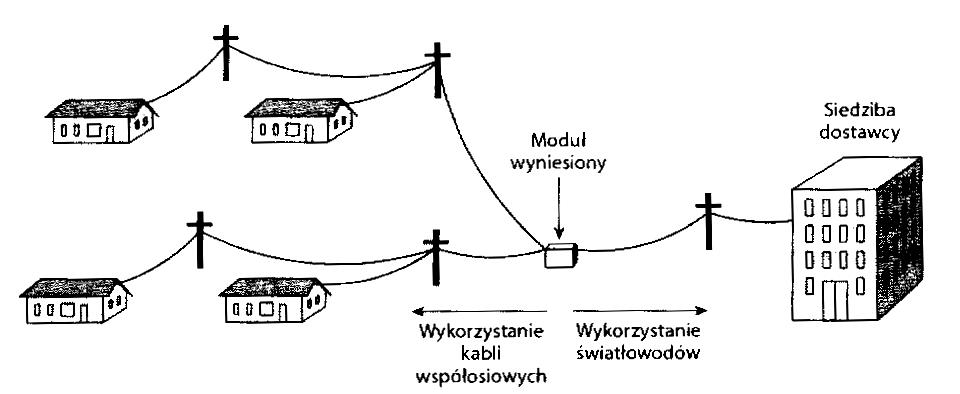 Siedziba
dostawcy
Moduł
wyniesiony
Wykorzystanie
kabli
współosiowych
Wykorzystanie
światłowodów